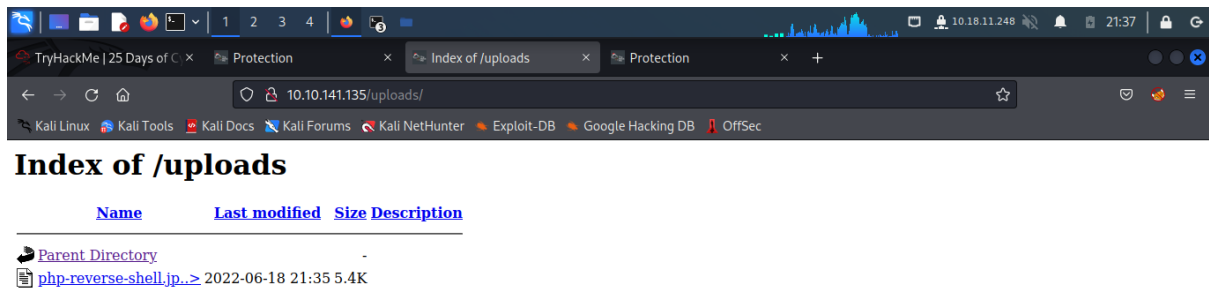 1 2 3 4 10.18.11.248 21:37
TryHackMe | 25 Days of C Protection Index of /uploads Protection
10.10.141.135/uploads/
Kali Linux Kali Tools Kali Docs Kali Forums Kali NetHunter Exploit-DB Google Hacking DB OffSec
Index of /uploads
Name Last modified Size Description
Parent Directory -
php-reverse-shell.jp..> 2022-06-18 21:35 5.4K